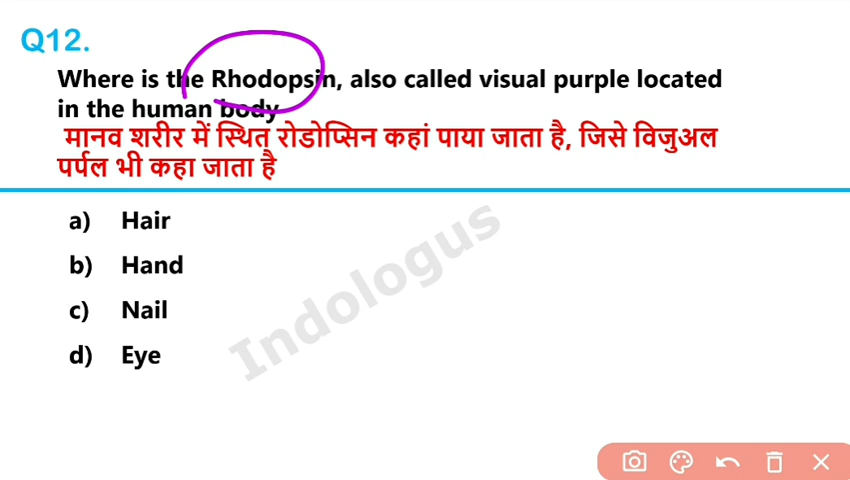 Q12.
Where is the Rhodopsin, also called visual purple located
in the human body
मानव शरीर में स्थित रोडोप्सिन कहां पाया जाता है, जिसे विजुअल
पर्पल भी कहा जाता है
a) Hair
b) Hand
c) Nail
d) Eye
Indologus